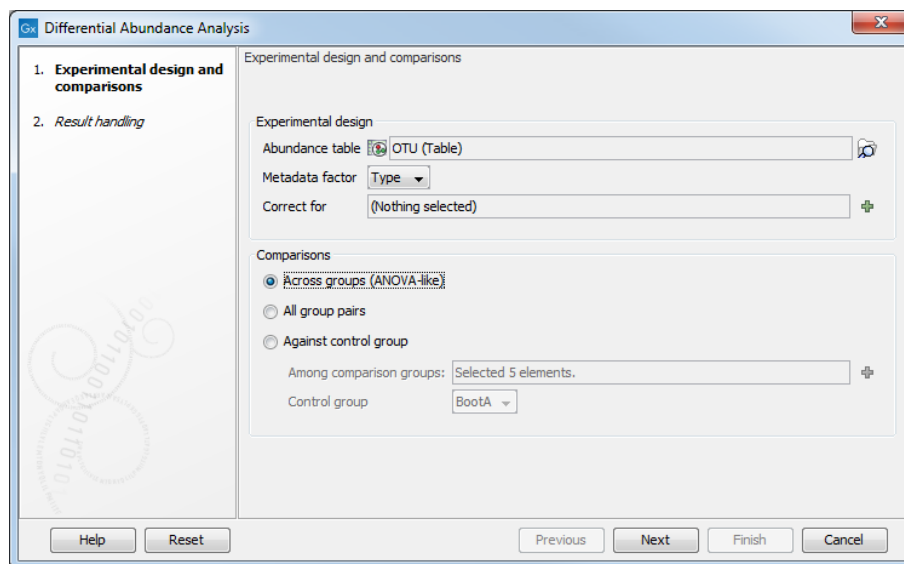 Gx Differential Abundance Analysis
1. Experimental design and
comparisons
2. Result handling
Experimental design and comparisons
Experimental design
Abundance table OTU (Table)
Metadata factor Type
Correct for (Nothing selected)
Comparisons
Across groups (ANOVA-like)
All group pairs
Against control group
Among comparison groups: Selected 5 elements.
Control group BootA
Help Reset Previous Next Finish Cancel